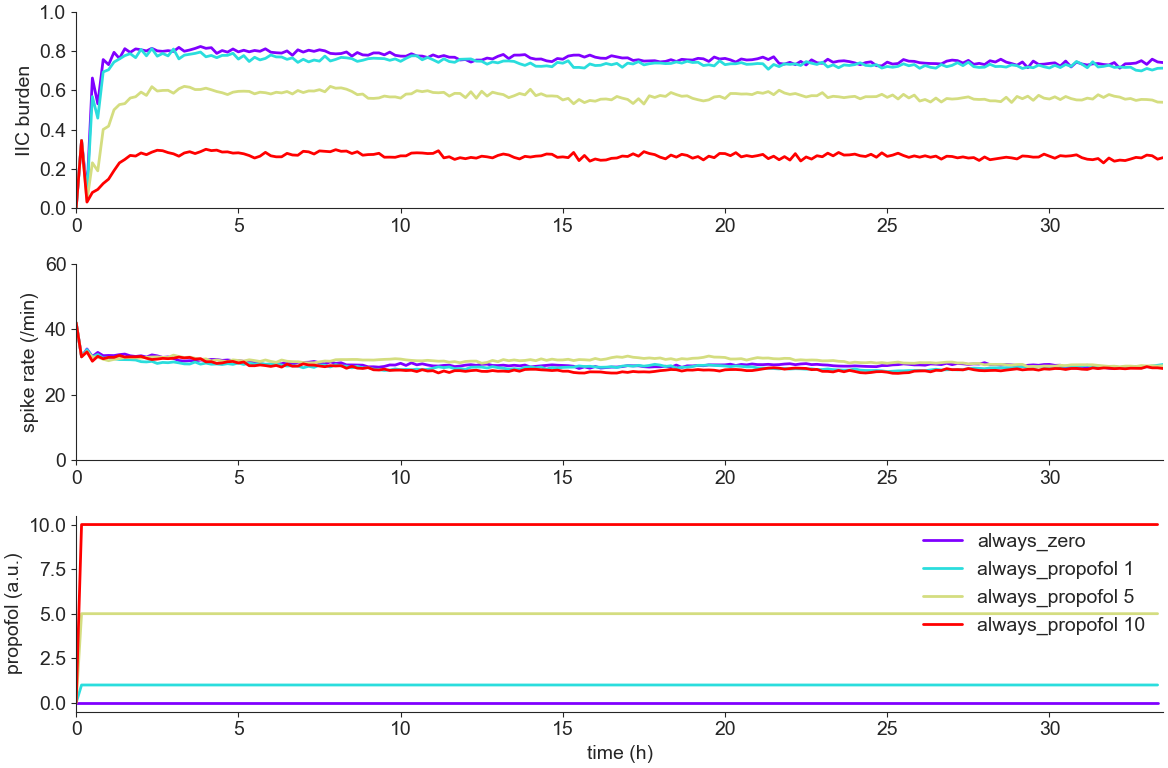 IIC burden
1.0
0.8
0.6
0.4
0.2
0.0
0 5 10 15 20 25 30
spike rate (/min)
60
40
20
0
0 5 10 15 20 25 30
propofol (a.u.)
10.0
7.5
5.0
2.5
0.0
always_zero
always_propofol 1
always_propofol 5
always_propofol 10
0 5 10 15 20 25 30
time (h)